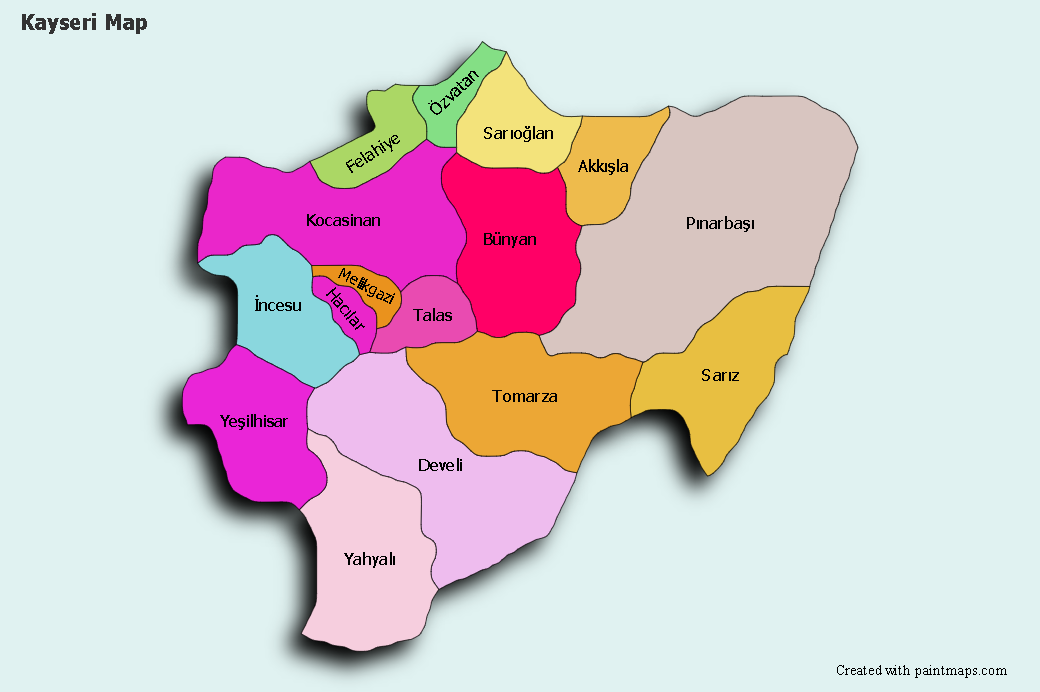 Kayseri Map
Özvatan
Sarıoğlan
Felahiye
Akkışla
Kocasinan
Pınarbaşı
Bünyan
Melikgazi
İncesu
Hacılar
Talas
Sarız
Tomarza
Yeşilhisar
Develi
Yahyalı
Created with paintmaps.com